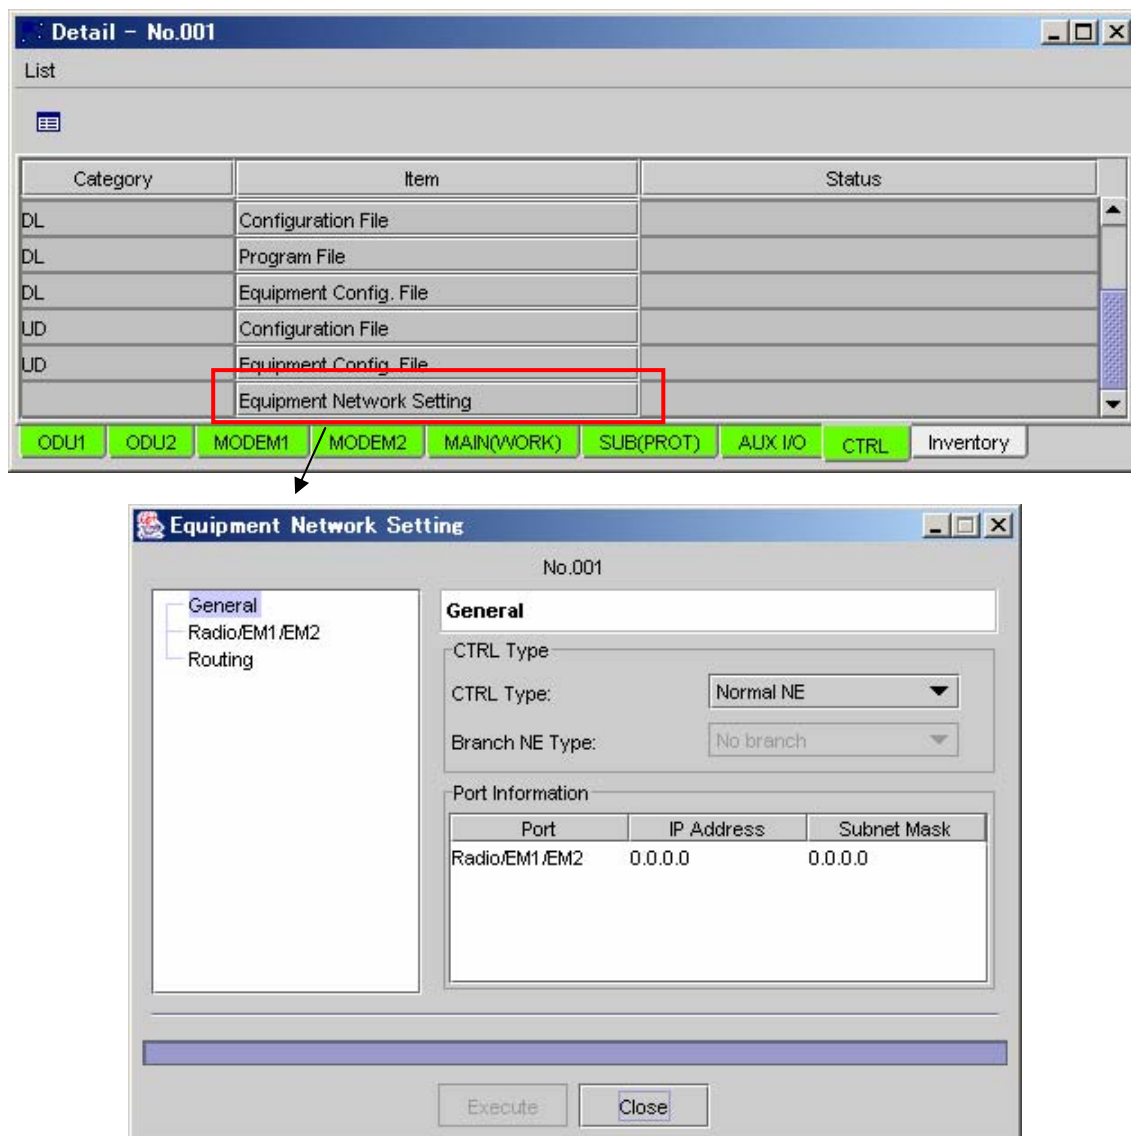 Detail - No.001
List
Category Item Status
DL Configuration File
DL Program File
DL Equipment Config. File
UD Configuration File
UD Equipment Config. File
Equipment Network Setting
ODU1 ODU2 MODEM1 MODEM2 MAIN(WORK) SUB(PROT) AUX I/O CTRL Inventory
Equipment Network Setting
No.001
General
Radio/EM1/EM2
Routing
General
CTRL Type
CTRL Type: Normal NE
Branch NE Type: No branch
Port Information
Port IP Address Subnet Mask
Radio/EM1/EM2 0.0.0.0 0.0.0.0
Execute Close